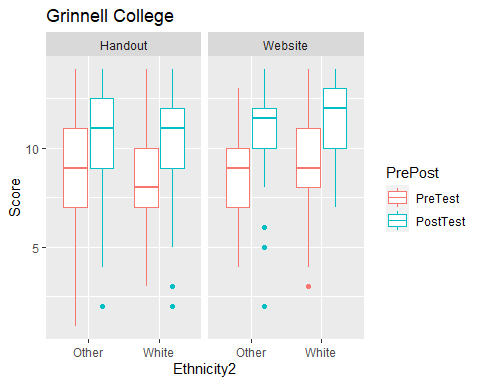 Grinnell College
Handout
Website
Score
10
5
Other
White
Other
White
Ethnicity2
PrePost
PreTest
PostTest